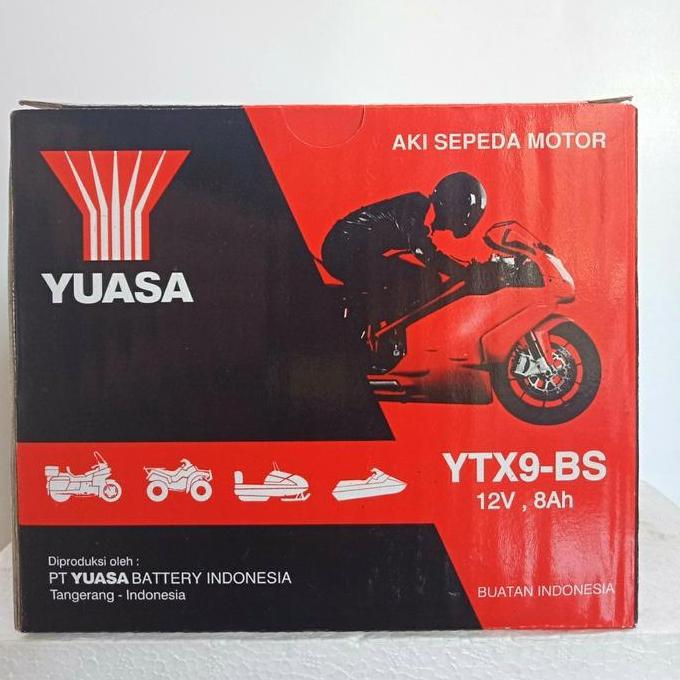 AKI SEPEDA MOTOR
YUASA
YTX9-BS
12V , 8Ah
Diproduksi oleh :
PT YUASA BATTERY INDONESIA
Tangerang - Indonesia
BUATAN INDONESIA